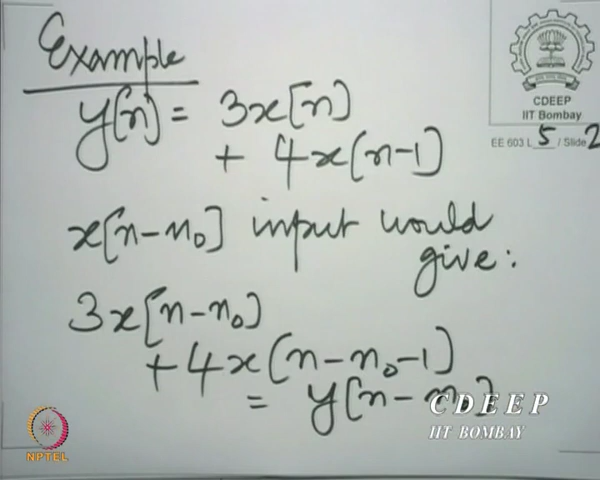 Example
y[n] = 3x[n]
+ 4x[n-1]
x[n-n₀] input would
give:
3x[n-n₀]
+4x[n-n₀-1]
= y[n-n₀]
CDEEP
IIT Bombay
EE 603 L 5 / Slide 2
CDEEP
IIT BOMBAY
NPTEL